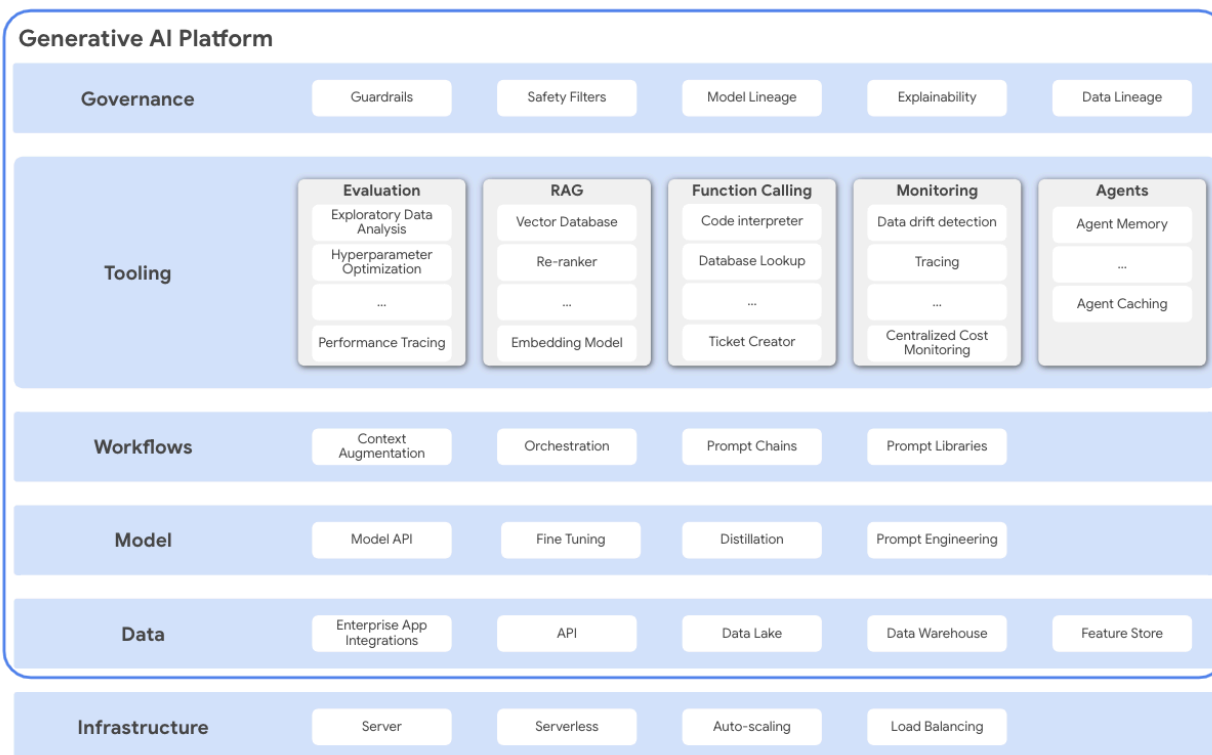 Generative AI Platform
Governance
Guardrails
Safety Filters
Model Lineage
Explainability
Data Lineage
Tooling
Evaluation
Exploratory Data
Analysis
Hyperparameter
Optimization
...
Performance Tracing
RAG
Vector Database
Re-ranker
...
Embedding Model
Function Calling
Code interpreter
Database Lookup
...
Ticket Creator
Monitoring
Data drift detection
Tracing
...
Centralized Cost
Monitoring
Agents
Agent Memory
...
Agent Caching
Workflows
Context
Augmentation
Orchestration
Prompt Chains
Prompt Libraries
Model
Model API
Fine Tuning
Distillation
Prompt Engineering
Data
Enterprise App
Integrations
API
Data Lake
Data Warehouse
Feature Store
Infrastructure
Server
Serverless
Auto-scaling
Load Balancing